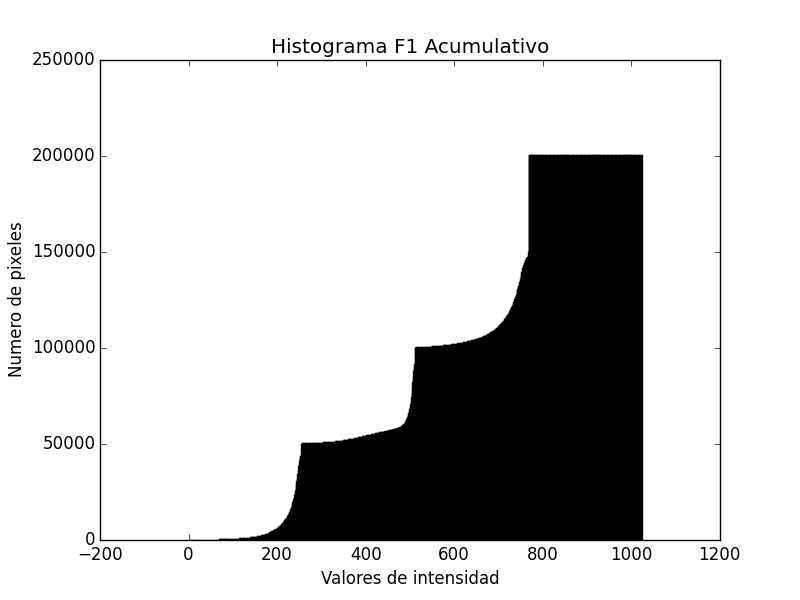 Histograma F1 Acumulativo
250000
200000
150000
100000
50000
0
Numero de pixeles
−200 0 200 400 600 800 1000 1200
Valores de intensidad